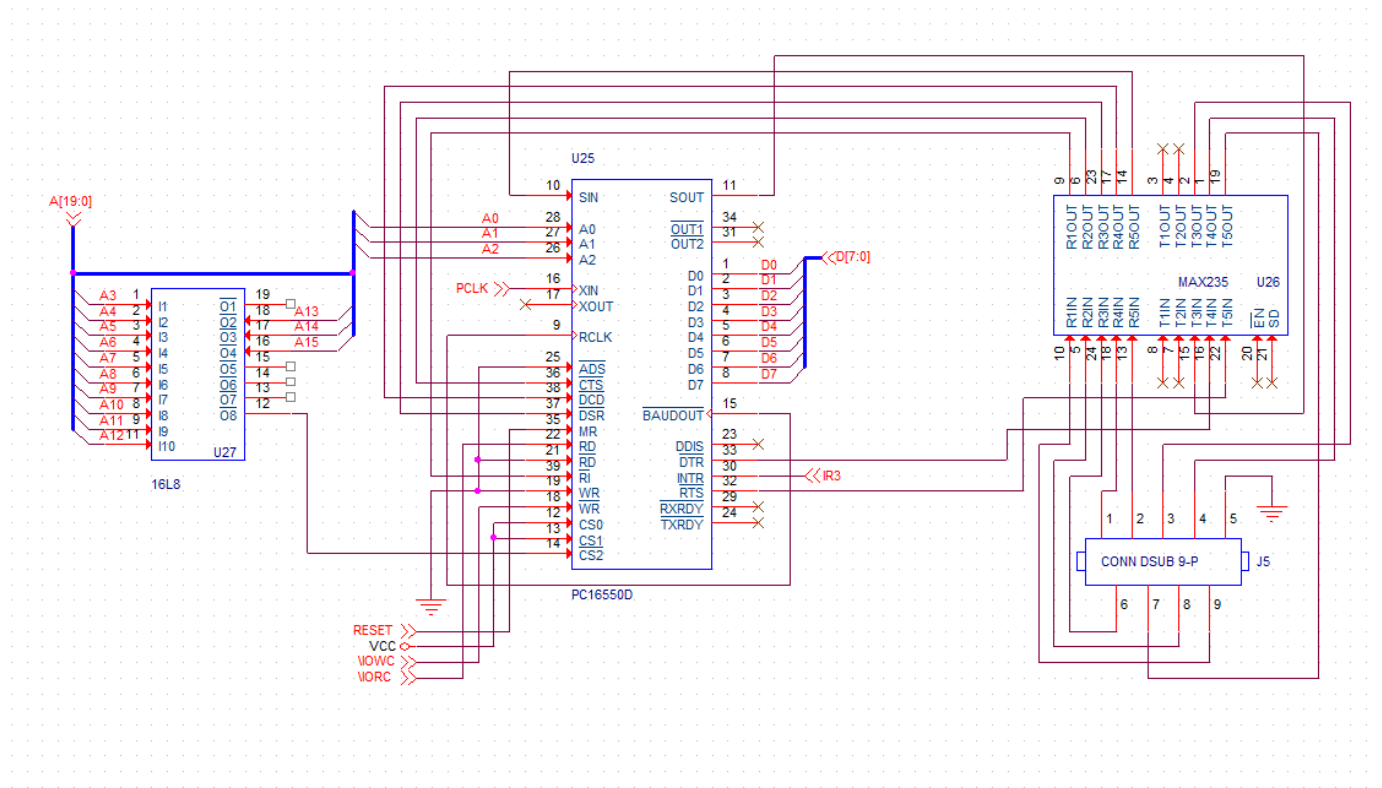 A[19:0]
A3 1 I1
A4 2 I2
A5 3 I3
A6 4 I4
A7 5 I5
A8 6 I6
A9 7 I7
A10 8 I8
A11 9 I9
A12 11 I10
O1 19
O2 18 A13
O3 17 A14
O4 16 A15
O5 15
O6 14
O7 13
O8 12
U27
16L8
U25
10 SIN
A0 28 A0
A1 27 A1
A2 26 A2
PCLK 16 XIN
17 XOUT
9 RCLK
25 ADS
36 CTS
38 DCD
37 DSR
35 MR
22 RD
21 RD
39 RI
19 WR
18 WR
12 CS0
13 CS1
14 CS2
SOUT 11
OUT1 34
OUT2 31
D0 1 D0
D1 2 D1
D2 3 D2
D3 4 D3
D4 5 D4
D5 6 D5
D6 7 D6
D7 8 D7
D[7:0]
BAUDOUT 15
DDIS 23
DTR 33
INTR 30 IR3
RTS 32
RXRDY 29
TXRDY 24
PC16550D
RESET
VCC
\IOWC
\IORC
9 R1OUT
6 R2OUT
23 R3OUT
17 R4OUT
14 R5OUT
3 T1OUT
4 T2OUT
2 T3OUT
1 T4OUT
19 T5OUT
MAX235 U26
R1IN 10
R2IN 5
R3IN 24
R4IN 18
R5IN 13
T1IN 8
T2IN 7
T3IN 15
T4IN 16
T5IN 22
EN 20
SD 21
1 2 3 4 5
CONN DSUB 9-P J5
6 7 8 9